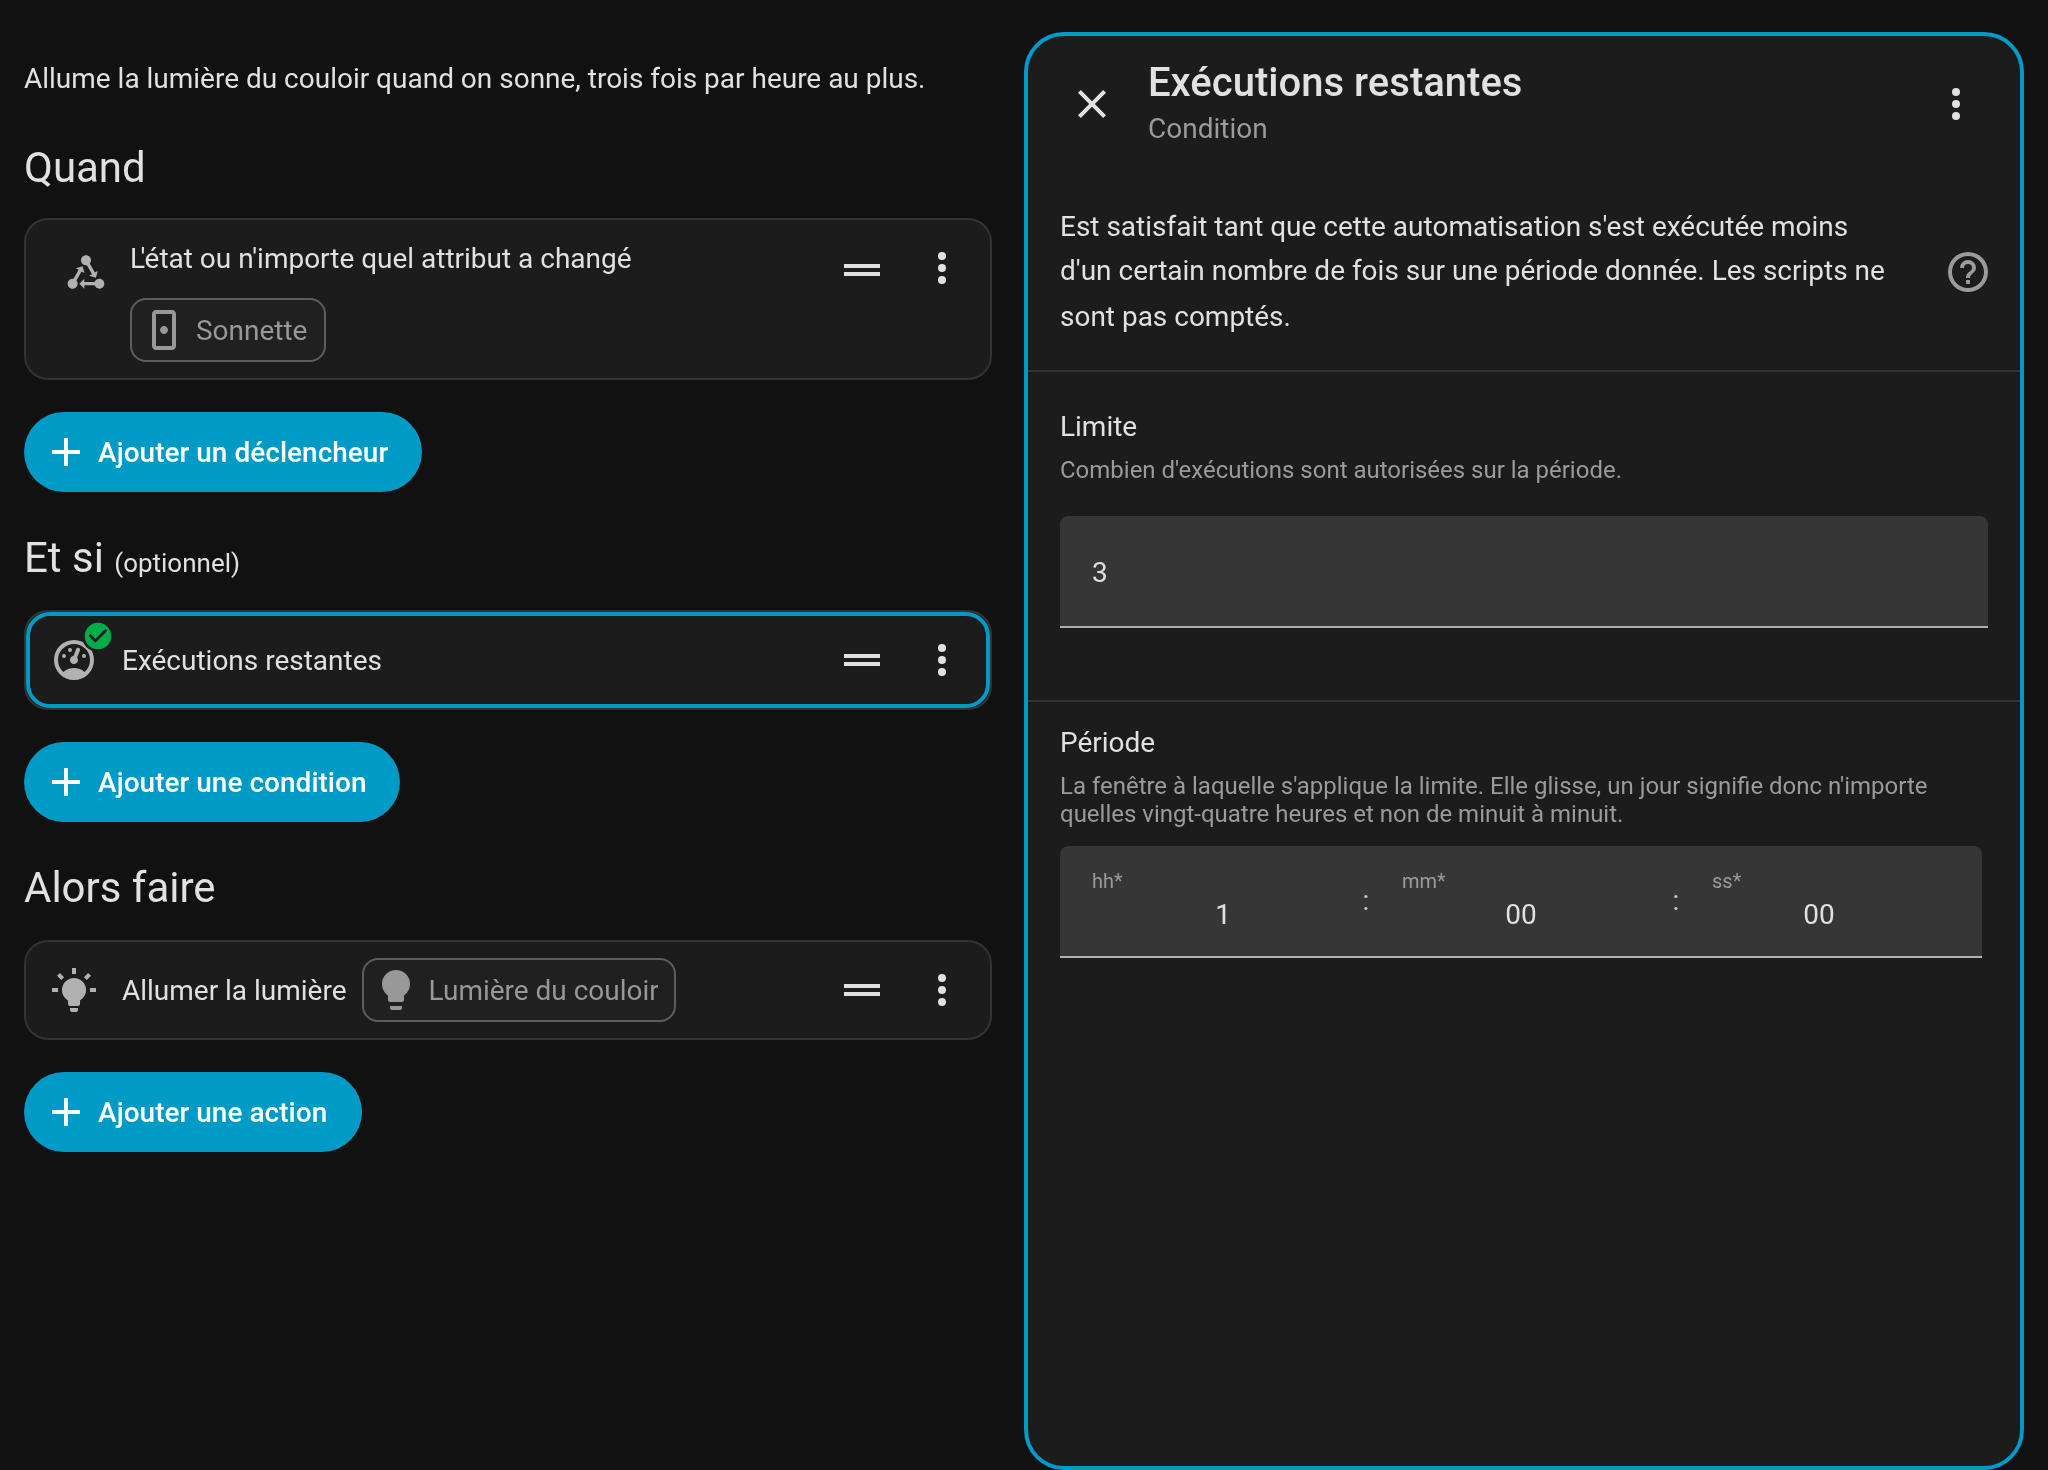 Allume la lumière du couloir quand on sonne, trois fois par heure au plus.
Quand
L'état ou n'importe quel attribut a changé
Sonnette
Ajouter un déclencheur
Et si (optionnel)
Exécutions restantes
Ajouter une condition
Alors faire
Allumer la lumière Lumière du couloir
Ajouter une action
Exécutions restantes
Condition
Est satisfait tant que cette automatisation s'est exécutée moins
d'un certain nombre de fois sur une période donnée. Les scripts ne
sont pas comptés.
Limite
Combien d'exécutions sont autorisées sur la période.
3
Période
La fenêtre à laquelle s'applique la limite. Elle glisse, un jour signifie donc n'importe
quelles vingt-quatre heures et non de minuit à minuit.
hh* mm* ss*
1 : 00 : 00